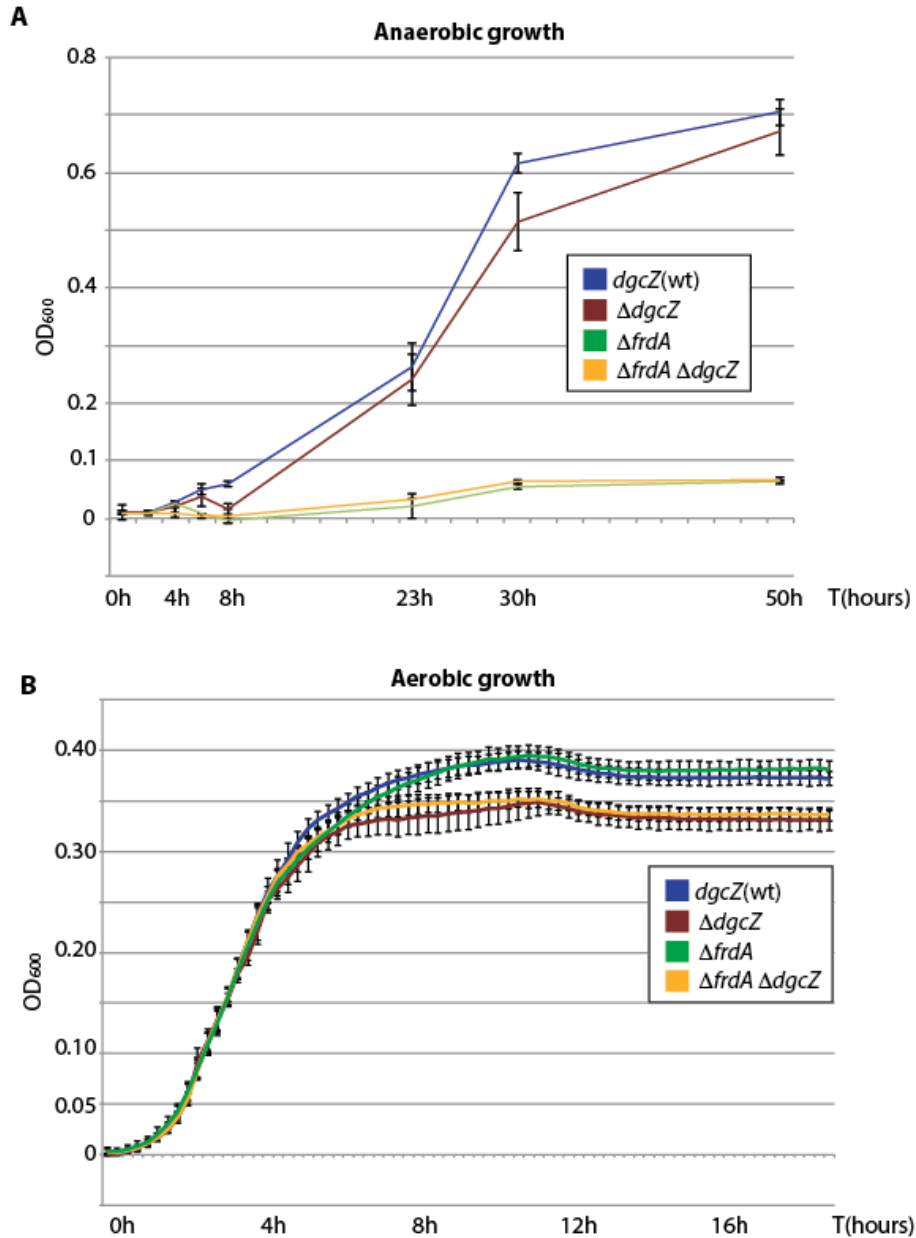 A
Anaerobic growth
0.8
0.6
0.4
0.2
0.1
0
OD600
dgcZ(wt)
ΔdgcZ
ΔfrdA
ΔfrdA ΔdgcZ
0h 4h 8h 23h 30h 50h T(hours)
B
Aerobic growth
0.40
0.30
0.20
0.10
0.05
0
OD600
dgcZ(wt)
ΔdgcZ
ΔfrdA
ΔfrdA ΔdgcZ
0h 4h 8h 12h 16h T(hours)